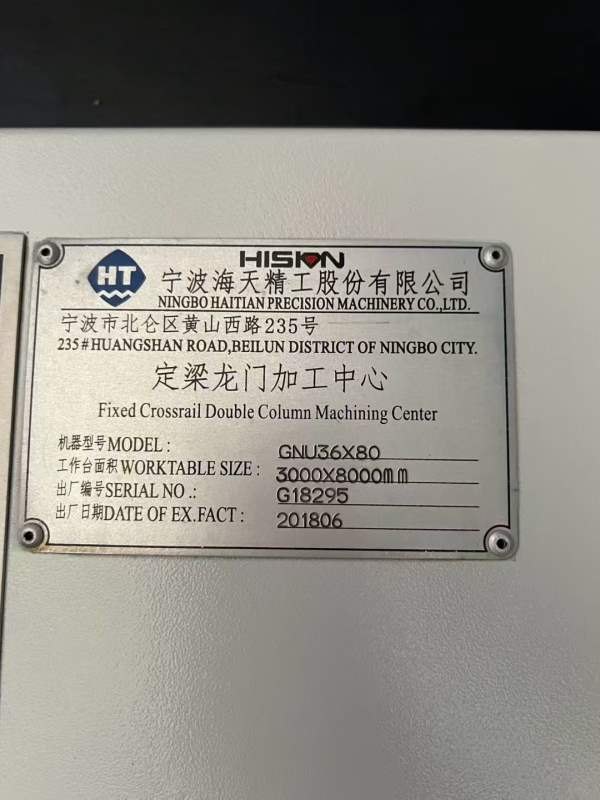 HT
HISION
宁波海天精工股份有限公司
NINGBO HAITIAN PRECISION MACHINERY CO.,LTD.
宁波市北仑区黄山西路235号
235#HUANGSHAN ROAD,BEILUN DISTRICT OF NINGBO CITY.
定梁龙门加工中心
Fixed Crossrail Double Column Machining Center
机器型号MODEL: GNU36X80
工作台面积WORKTABLE SIZE: 3000X8000mm
出厂编号SERIAL NO.: G18295
出厂日期DATE OF EX.FACT: 201806